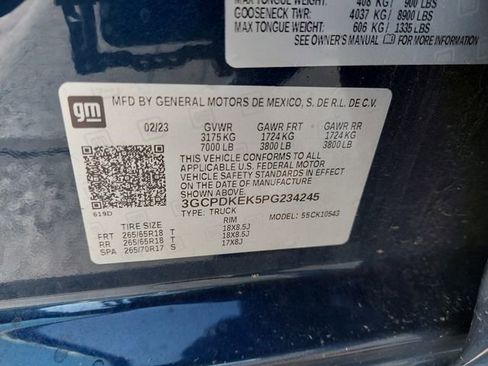 MAX TONGUE WEIGHT: 408 KG / 900 LBS
GOOSENECK TWR: 4037 KG / 8900 LBS
MAX TONGUE WEIGHT: 606 KG / 1335 LBS
SEE OWNER'S MANUAL FOR MORE INFORMATION
gm
MFD BY GENERAL MOTORS DE MEXICO, S. DE R.L. DE C.V.
02/23 GVWR GAWR FRT GAWR RR
3175 KG 1724 KG 1724 KG
7000 LB 3800 LB 3800 LB
THIS VEHICLE CONFORMS TO ALL
APPLICABLE U.S. FEDERAL MOTOR
VEHICLE SAFETY STANDARDS IN EFFECT ON
THE DATE OF MANUFACTURE SHOWN ABOVE.
3GCPDKEK5PG234245
619D TYPE: TRUCK MODEL: 55CK10543
TIRE SIZE RIM
FRT 265/65R18 T 18X8.5J
RR 265/65R18 T 18X8.5J
SPA 265/70R17 S 17X8J